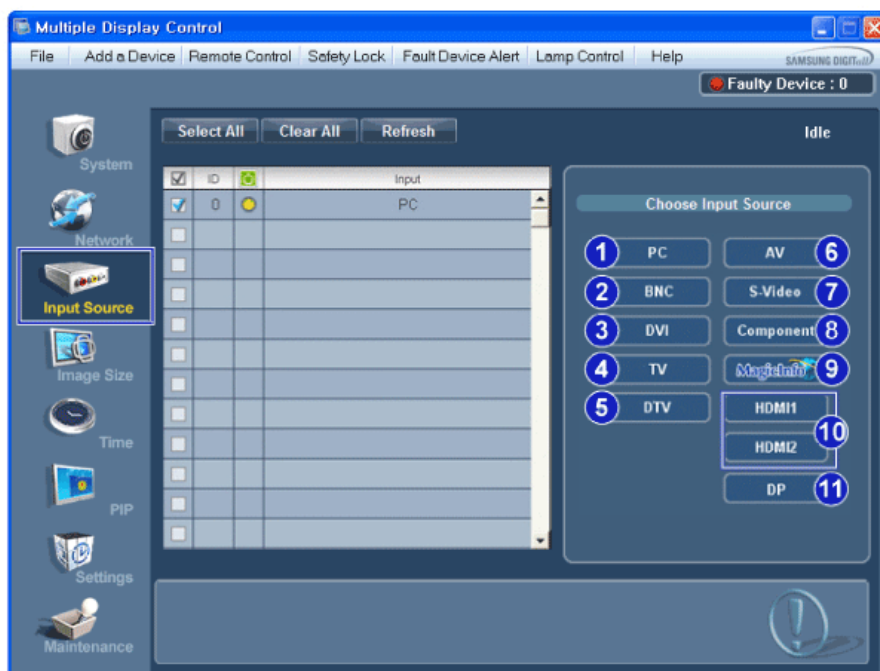 Multiple Display Control
File Add a Device Remote Control Safety Lock Fault Device Alert Lamp Control Help
SAMSUNG DIGITall
Faulty Device : 0
Select All Clear All Refresh Idle
System
Network
Input Source
Image Size
Time
PIP
Settings
Maintenance
ID Input
0 PC
Choose Input Source
1 PC AV 6
2 BNC S-Video 7
3 DVI Component 8
4 TV MagicInfo 9
5 DTV HDMI1
10
HDMI2
DP 11